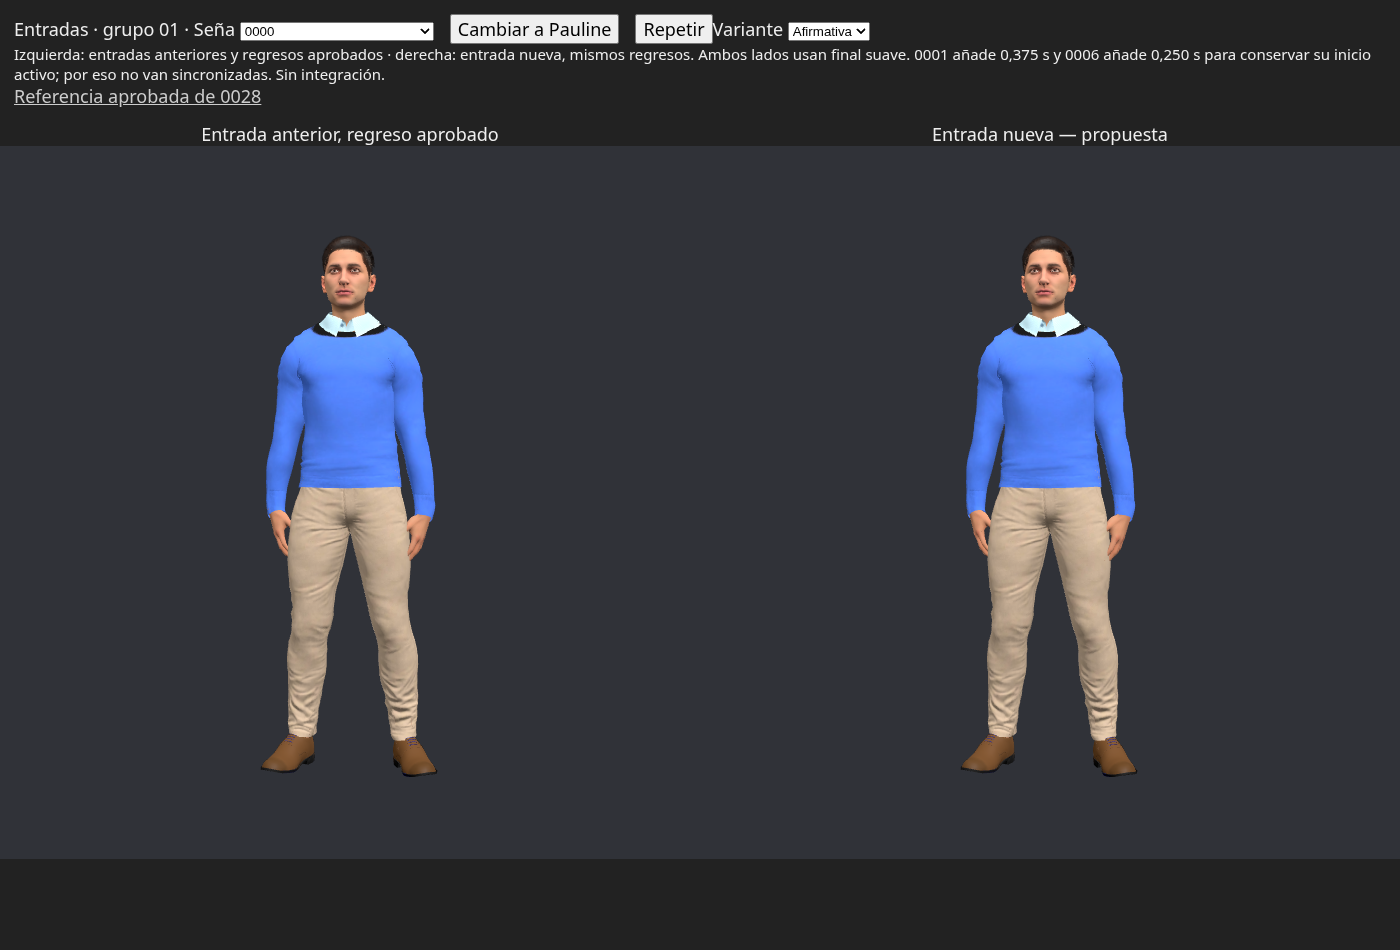 Entradas · grupo 01 · Seña 0000 Cambiar a Pauline Repetir Variante Afirmativa
Izquierda: entradas anteriores y regresos aprobados · derecha: entrada nueva, mismos regresos. Ambos lados usan final suave. 0001 añade 0,375 s y 0006 añade 0,250 s para conservar su inicio
activo; por eso no van sincronizadas. Sin integración.
Referencia aprobada de 0028
Entrada anterior, regreso aprobado
Entrada nueva — propuesta